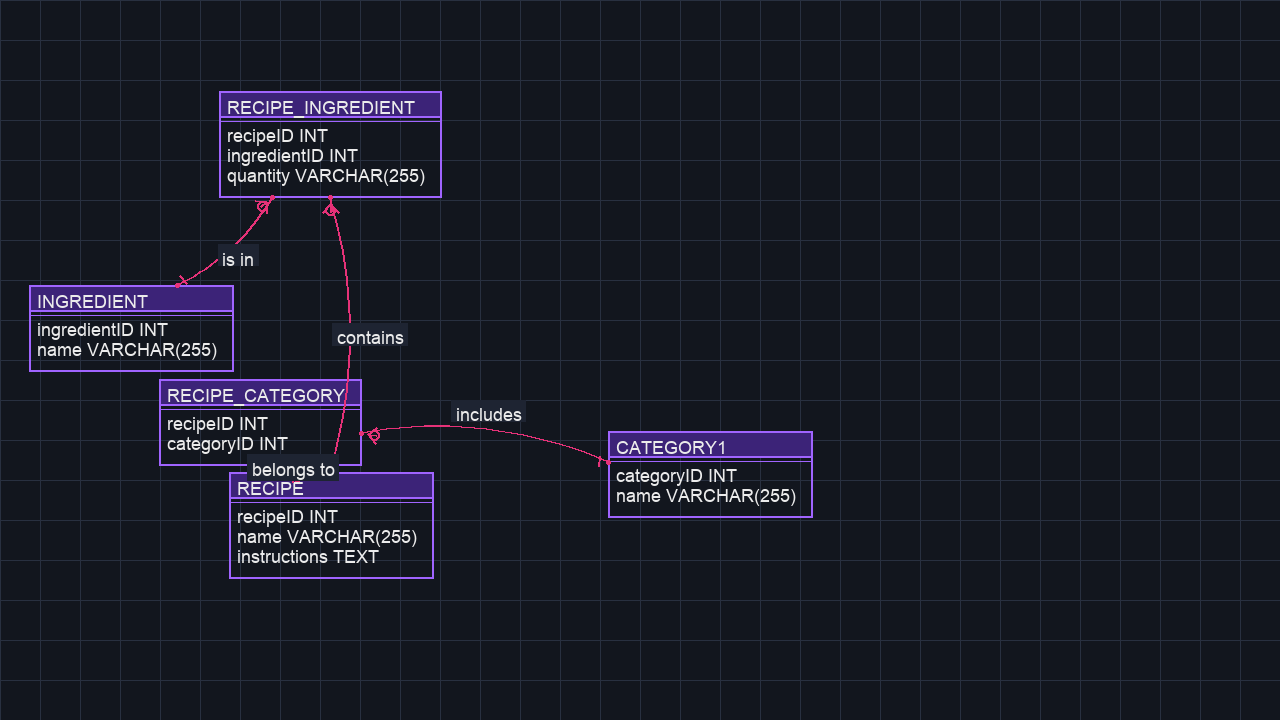 RECIPE_INGREDIENT
recipeID INT
ingredientID INT
quantity VARCHAR(255)
is in
INGREDIENT
ingredientID INT
name VARCHAR(255)
contains
RECIPE_CATEGORY
recipeID INT
categoryID INT
includes
CATEGORY1
categoryID INT
name VARCHAR(255)
belongs to
RECIPE
recipeID INT
name VARCHAR(255)
instructions TEXT